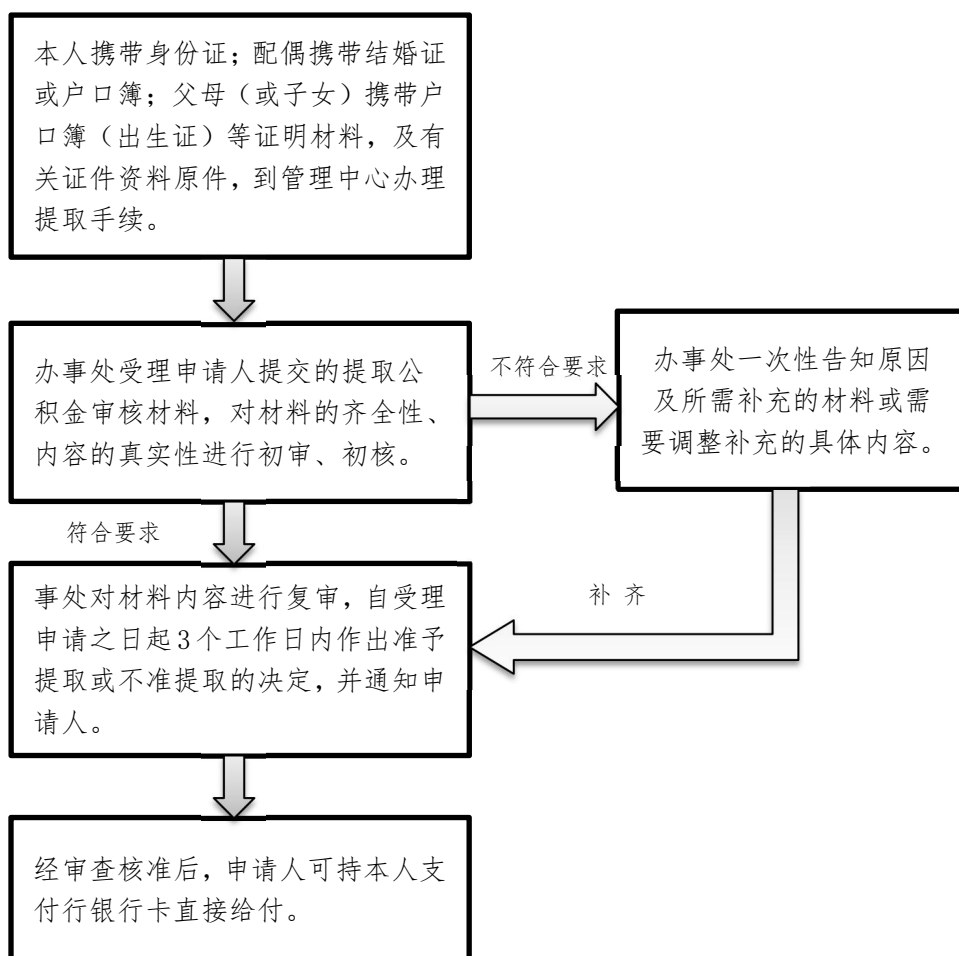 本人携带身份证；配偶携带结婚证
或户口簿；父母（或子女）携带户
口簿（出生证）等证明材料，及有
关证件资料原件，到管理中心办理
提取手续。
办事处受理申请人提交的提取公
积金审核材料，对材料的齐全性、
内容的真实性进行初审、初核。
不符合要求
办事处一次性告知原因
及所需补充的材料或需
要调整补充的具体内容。
符合要求
补 齐
事处对材料内容进行复审，自受理
申请之日起3个工作日内作出准予
提取或不准提取的决定，并通知申
请人。
经审查核准后，申请人可持本人支
付行银行卡直接给付。